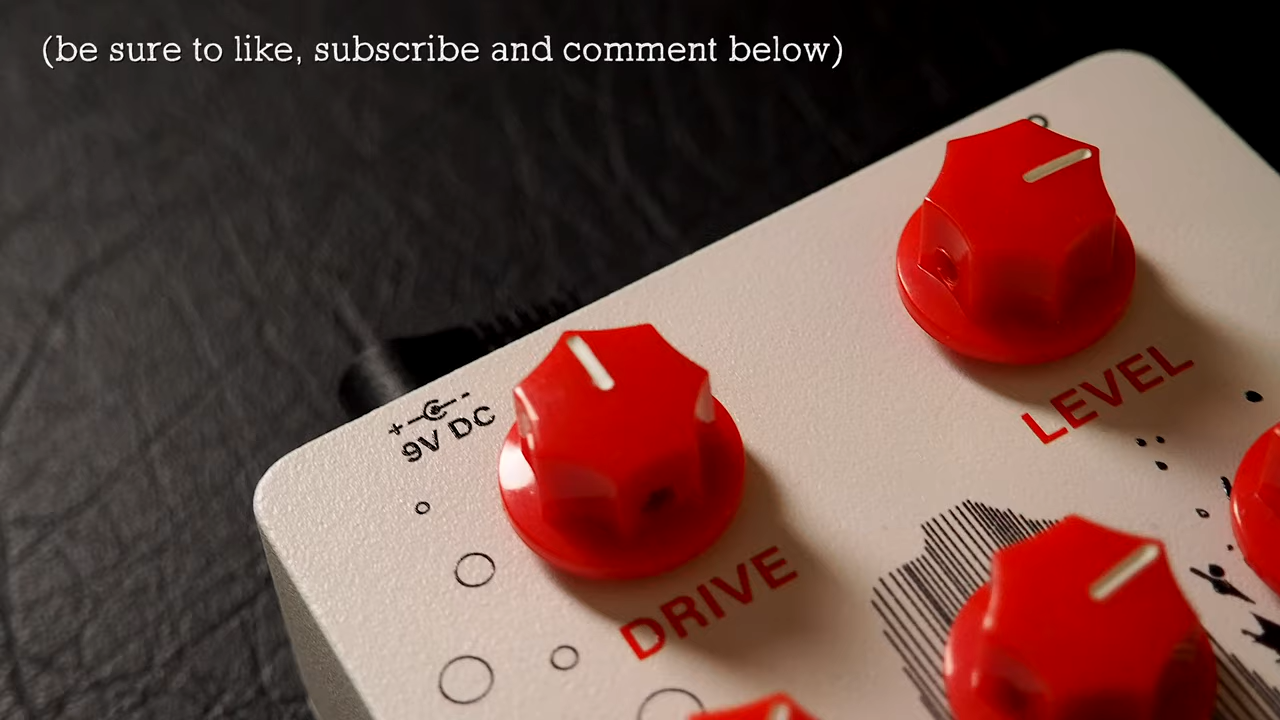 (be sure to like, subscribe and comment below)
LEVEL
+ -
9V DC
DRIVE